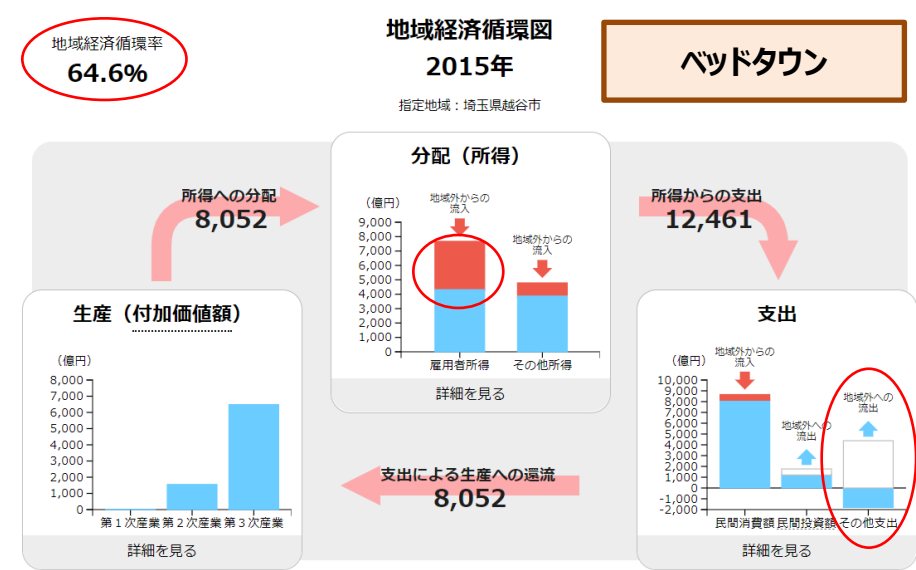 地域経済循環率
64.6%
地域経済循環図
2015年
指定地域：埼玉県越谷市
ベッドタウン
分配（所得）
（億円）
地域外からの
流入
地域外からの
流入
9,000
8,000
7,000
6,000
5,000
4,000
3,000
2,000
1,000
0
雇用者所得 その他所得
詳細を見る
所得への分配
8,052
所得からの支出
12,461
生産（付加価値額）
（億円）
8,000
7,000
6,000
5,000
4,000
3,000
2,000
1,000
0
第１次産業 第２次産業 第３次産業
詳細を見る
支出による生産への還流
8,052
支出
（億円）
地域外からの
流入
地域外への
流出
地域外への
流出
10,000
9,000
8,000
7,000
6,000
5,000
4,000
3,000
2,000
1,000
0
-1,000
-2,000
民間消費額 民間投資額 その他支出
詳細を見る